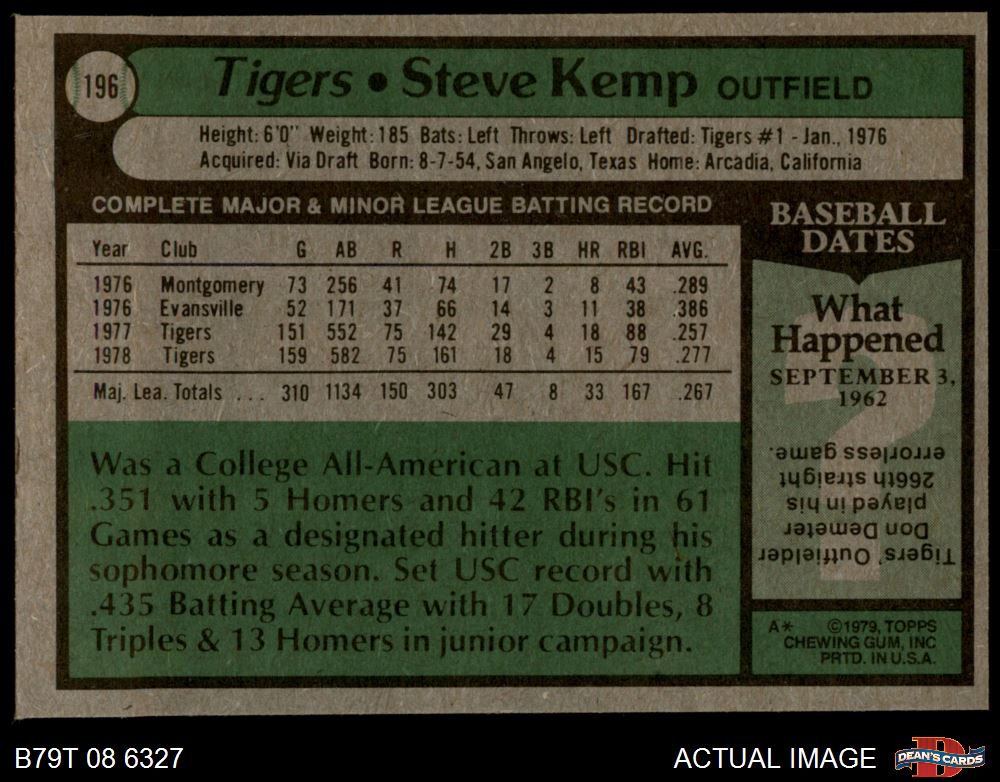 196
Tigers • Steve Kemp OUTFIELD
Height: 6'0" Weight: 185 Bats: Left Throws: Left Drafted: Tigers #1 - Jan., 1976
Acquired: Via Draft Born: 8-7-54, San Angelo, Texas Home: Arcadia, California
COMPLETE MAJOR & MINOR LEAGUE BATTING RECORD
Year Club G AB R H 2B 3B HR RBI AVG.
1976 Montgomery 73 256 41 74 17 2 8 43 .289
1976 Evansville 52 171 37 66 14 3 11 38 .386
1977 Tigers 151 552 75 142 29 4 18 88 .257
1978 Tigers 159 582 75 161 18 4 15 79 .277
Maj. Lea. Totals ... 310 1134 150 303 47 8 33 167 .267
Was a College All-American at USC. Hit
.351 with 5 Homers and 42 RBI's in 61
Games as a designated hitter during his
sophomore season. Set USC record with
.435 Batting Average with 17 Doubles, 8
Triples & 13 Homers in junior campaign.
BASEBALL
DATES
What
Happened
SEPTEMBER 3,
1962
Tigers' Outfielder
Don Demeter
played in his
266th straight
errorless game.
A* ©1979, TOPPS
CHEWING GUM, INC
PRTD. IN U.S.A.
B79T 08 6327
ACTUAL IMAGE
D
DEAN'S CARDS